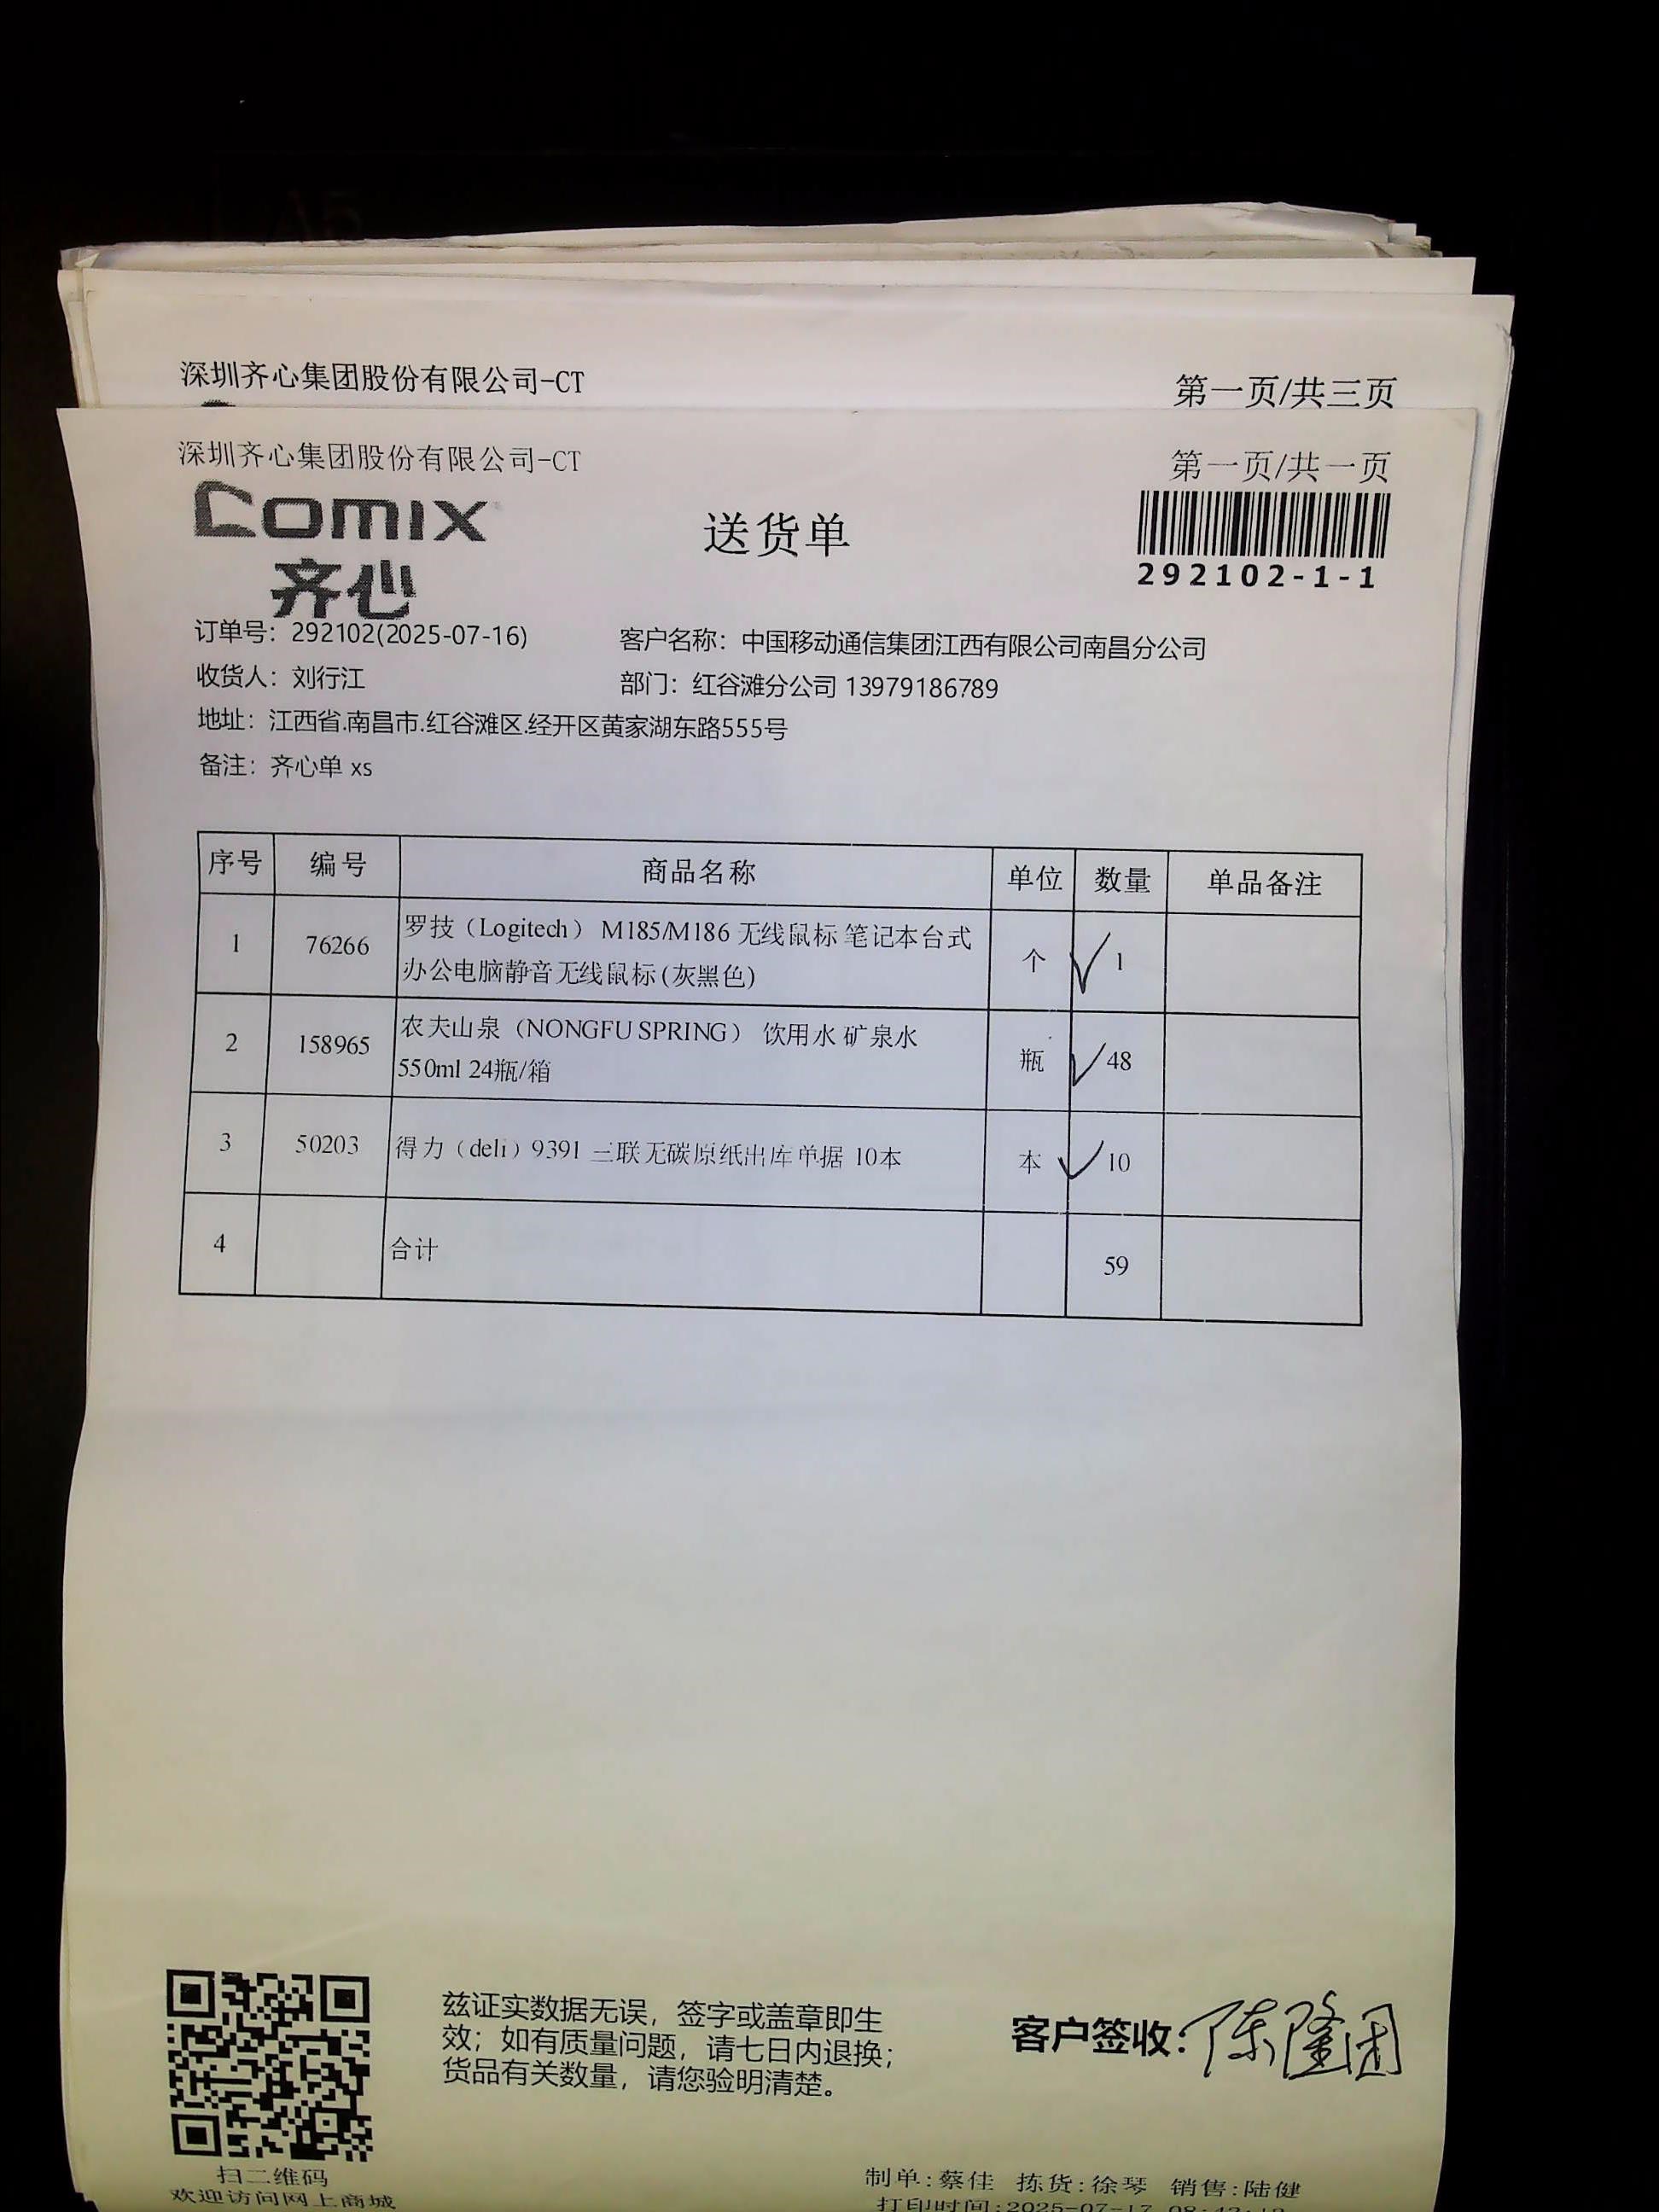 深圳齐心集团股份有限公司-CT
第一页/共三页
深圳齐心集团股份有限公司-CT
第一页/共一页
comix
齐心
送货单
292102-1-1
订单号：292102(2025-07-16)
客户名称：中国移动通信集团江西有限公司南昌分公司
收货人：刘行江
部门：红谷滩分公司 13979186789
地址：江西省.南昌市.红谷滩区.经开区黄家湖东路555号
备注：齐心单 xs
序号 编号 商品名称 单位 数量 单品备注
1 76266 罗技（Logitech） M185/M186 无线鼠标 笔记本台式
办公电脑静音无线鼠标(灰黑色) 个 ✓ 1
2 158965 农夫山泉（NONGFU SPRING） 饮用水 矿泉水
550ml 24瓶/箱 瓶 ✓ 48
3 50203 得力（deli）9391 三联无碳原纸出库单据 10本 本 ✓ 10
4 合计 59
兹证实数据无误，签字或盖章即生
效；如有质量问题，请七日内退换；
货品有关数量，请您验明清楚。
客户签收：陈隆
扫二维码
欢迎访问网上商城
制单:蔡佳 拣货:徐琴 销售:陆健
打印时间:2025-07-17